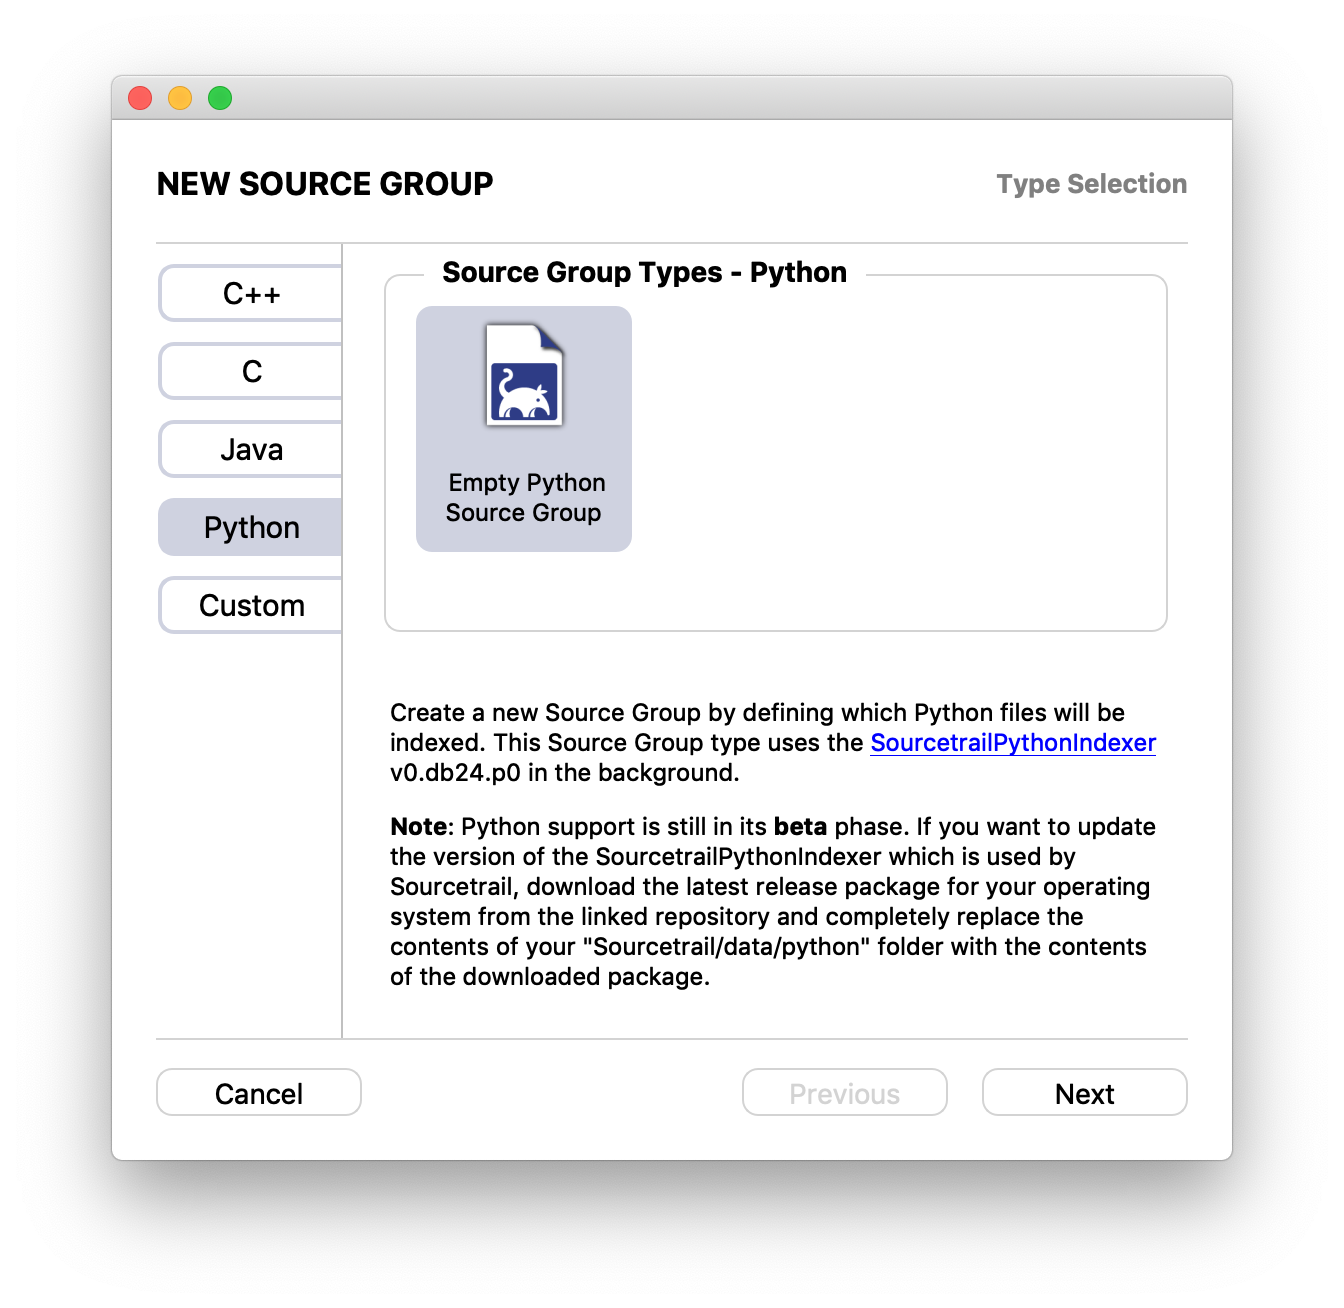 NEW SOURCE GROUP
Type Selection
C++
C
Java
Python
Custom
Source Group Types - Python
Empty Python
Source Group
Create a new Source Group by defining which Python files will be
indexed. This Source Group type uses the SourcetrailPythonIndexer
v0.db24.p0 in the background.
Note: Python support is still in its beta phase. If you want to update
the version of the SourcetrailPythonIndexer which is used by
Sourcetrail, download the latest release package for your operating
system from the linked repository and completely replace the
contents of your "Sourcetrail/data/python" folder with the contents
of the downloaded package.
Cancel
Previous
Next